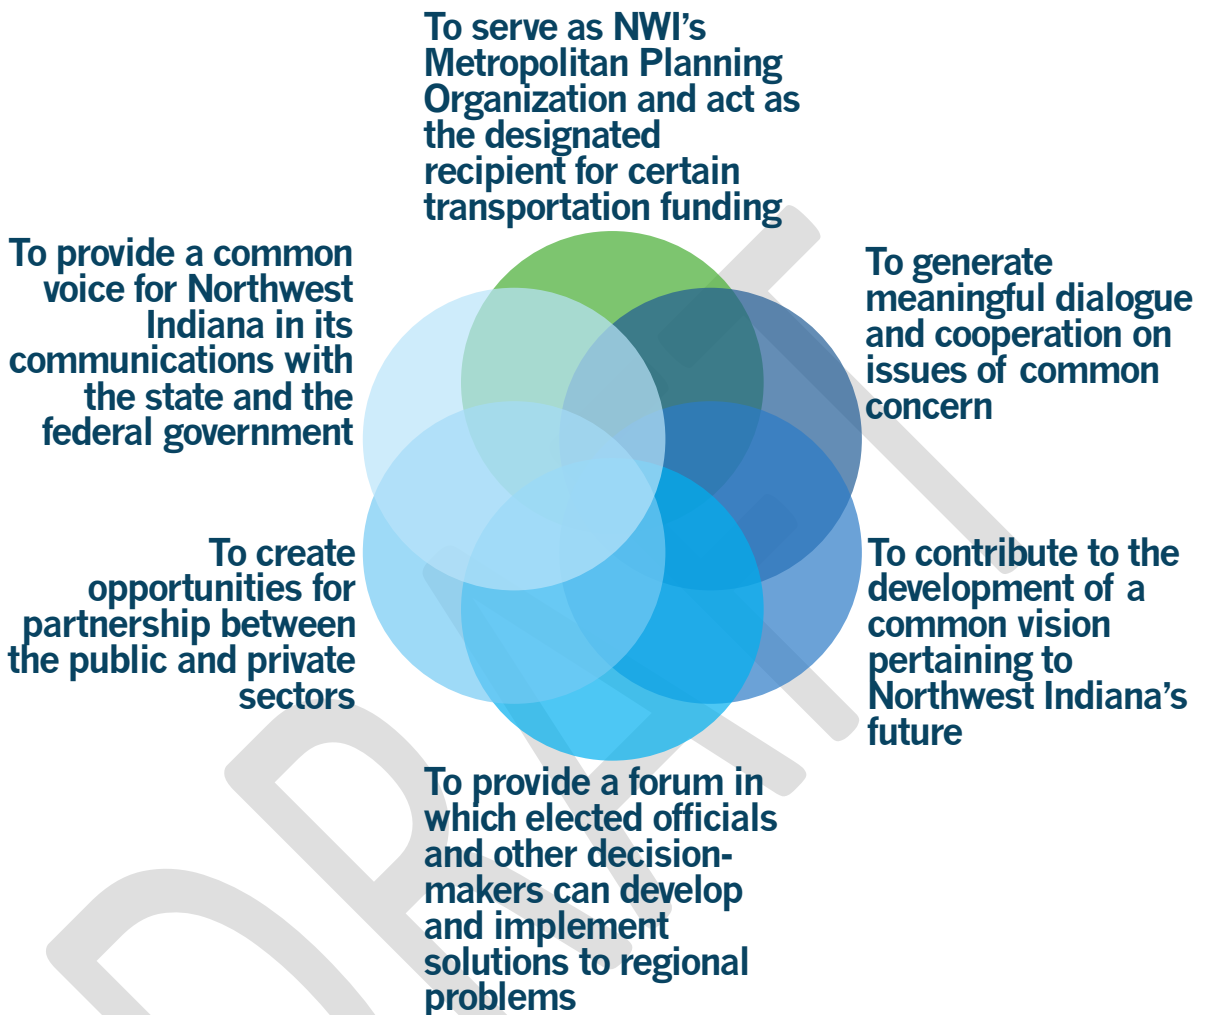 To serve as NWI's
Metropolitan Planning
Organization and act as
the designated
recipient for certain
transportation funding
To generate
meaningful dialogue
and cooperation on
issues of common
concern
To contribute to the
development of a
common vision
pertaining to
Northwest Indiana's
future
To provide a forum in
which elected officials
and other decision-
makers can develop
and implement
solutions to regional
problems
To create
opportunities for
partnership between
the public and private
sectors
To provide a common
voice for Northwest
Indiana in its
communications with
the state and the
federal government
DRAFT